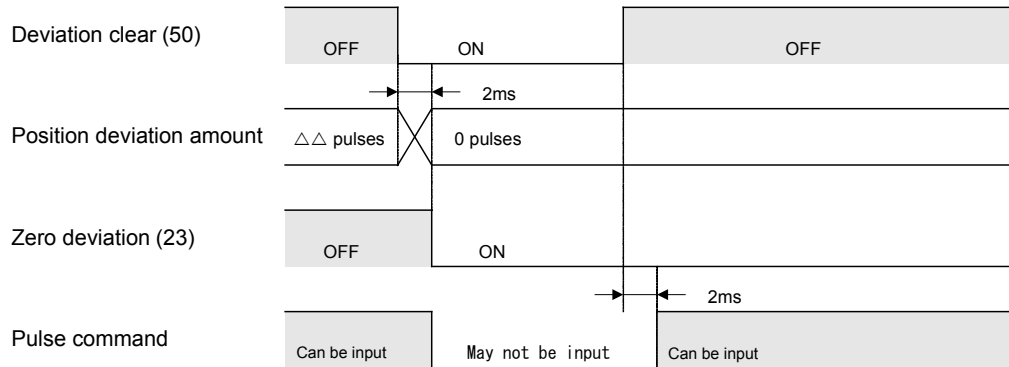 Deviation clear (50)
OFF
ON
OFF
2ms
Position deviation amount
△△ pulses
0 pulses
Zero deviation (23)
OFF
ON
2ms
Pulse command
Can be input
May not be input
Can be input